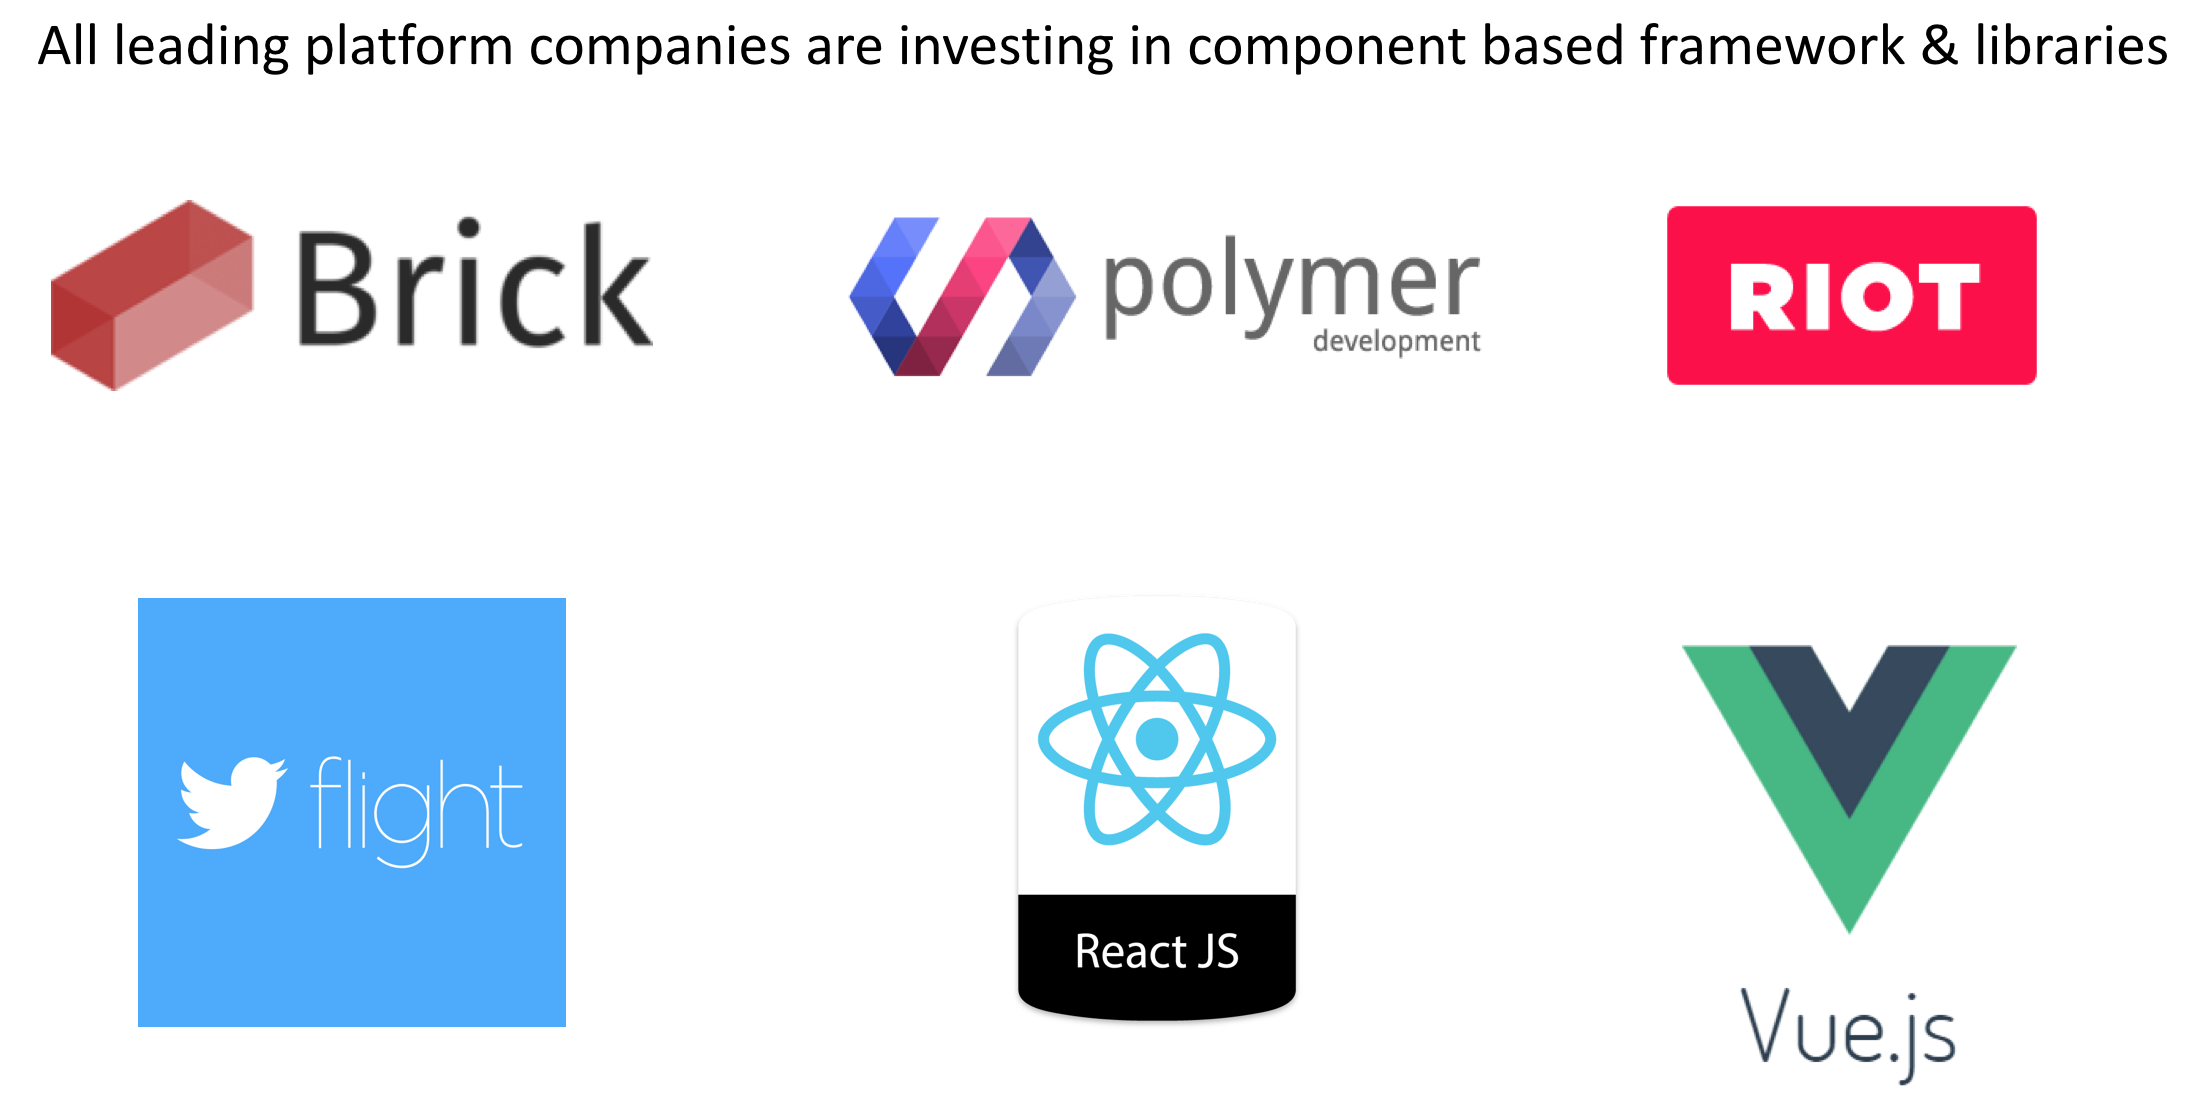 All leading platform companies are investing in component based framework & libraries
Brick
polymer
development
RIOT
flight
React JS
Vue.js